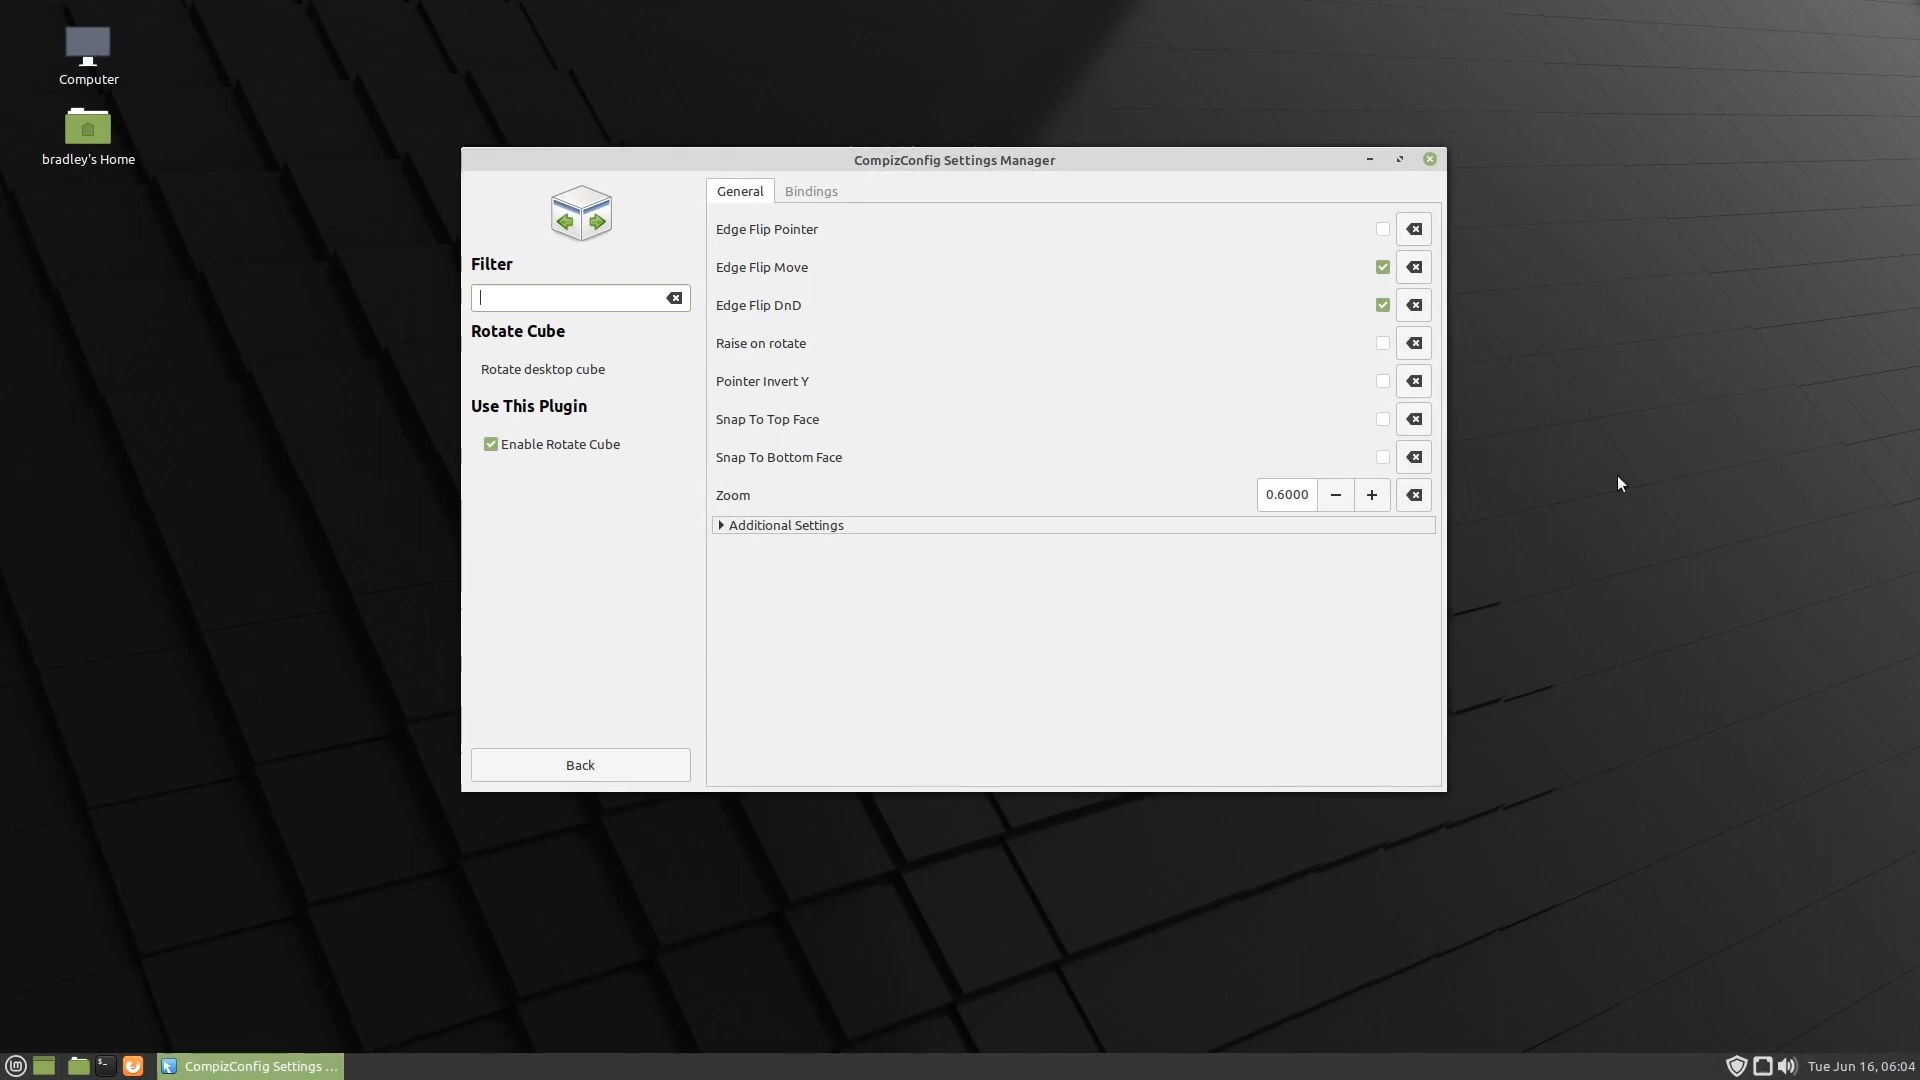 Computer
bradley's Home
CompizConfig Settings Manager
Filter
Rotate Cube
Rotate desktop cube
Use This Plugin
Enable Rotate Cube
Back
General Bindings
Edge Flip Pointer
Edge Flip Move
Edge Flip DnD
Raise on rotate
Pointer Invert Y
Snap To Top Face
Snap To Bottom Face
Zoom 0.6000
Additional Settings
CompizConfig Settings ...
Tue Jun 16, 06:04